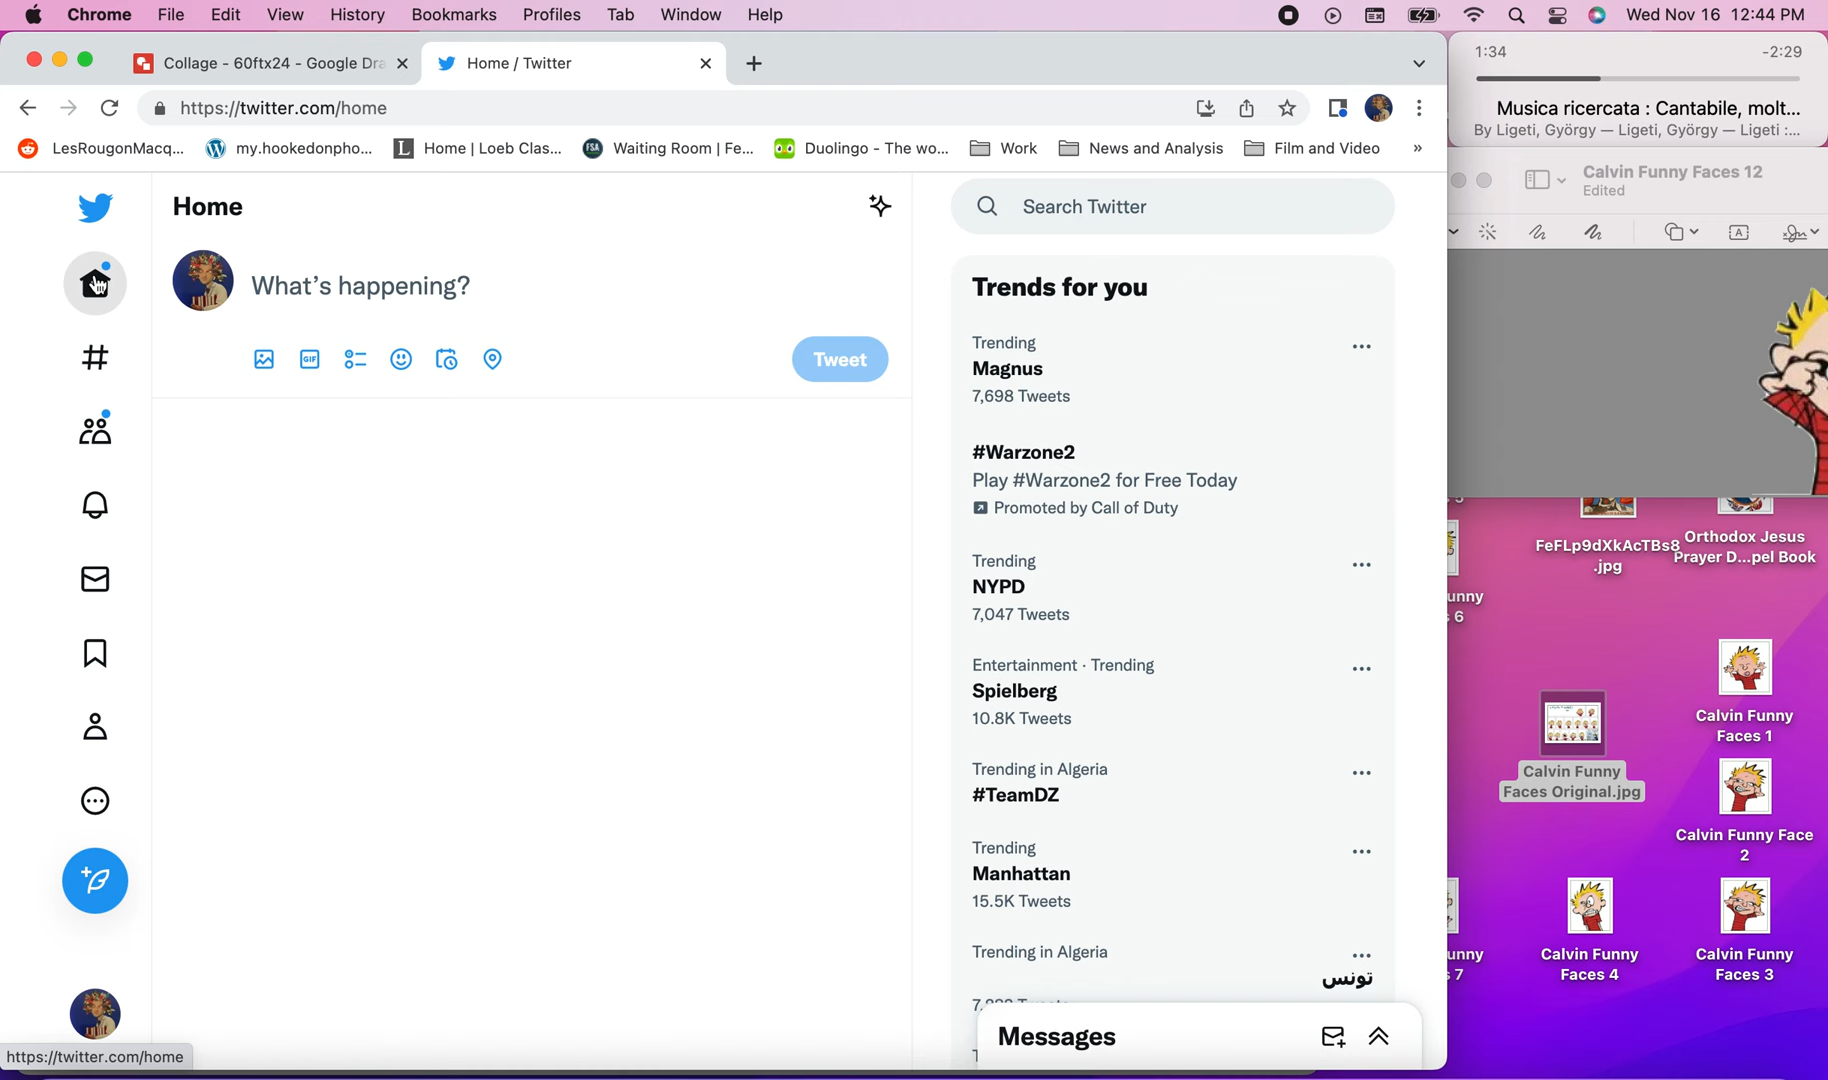 Chrome File Edit View History Bookmarks Profiles Tab Window Help Wed Nov 16 12:44 PM
Collage - 60ftx24 - Google Dra
Home / Twitter
https://twitter.com/home
LesRougonMacq... my.hookedonpho... Home | Loeb Clas... FSA Waiting Room | Fe... Duolingo - The wo... Work News and Analysis Film and Video »
Home
What's happening?
GIF
Tweet
Search Twitter
Trends for you
Trending
Magnus
7,698 Tweets
#Warzone2
Play #Warzone2 for Free Today
Promoted by Call of Duty
Trending
NYPD
7,047 Tweets
Entertainment · Trending
Spielberg
10.8K Tweets
Trending in Algeria
#TeamDZ
Trending
Manhattan
15.5K Tweets
Trending in Algeria
تونس
Messages
https://twitter.com/home
1:34 -2:29
Musica ricercata : Cantabile, molt...
By Ligeti, György — Ligeti, György — Ligeti :...
Calvin Funny Faces 12
Edited
FeFLp9dXkAcTBs8
.jpg
Orthodox Jesus
Prayer D...pel Book
unny
6
Calvin Funny
Faces 1
Calvin Funny
Faces Original.jpg
Calvin Funny Face
2
unny
7
Calvin Funny
Faces 4
Calvin Funny
Faces 3